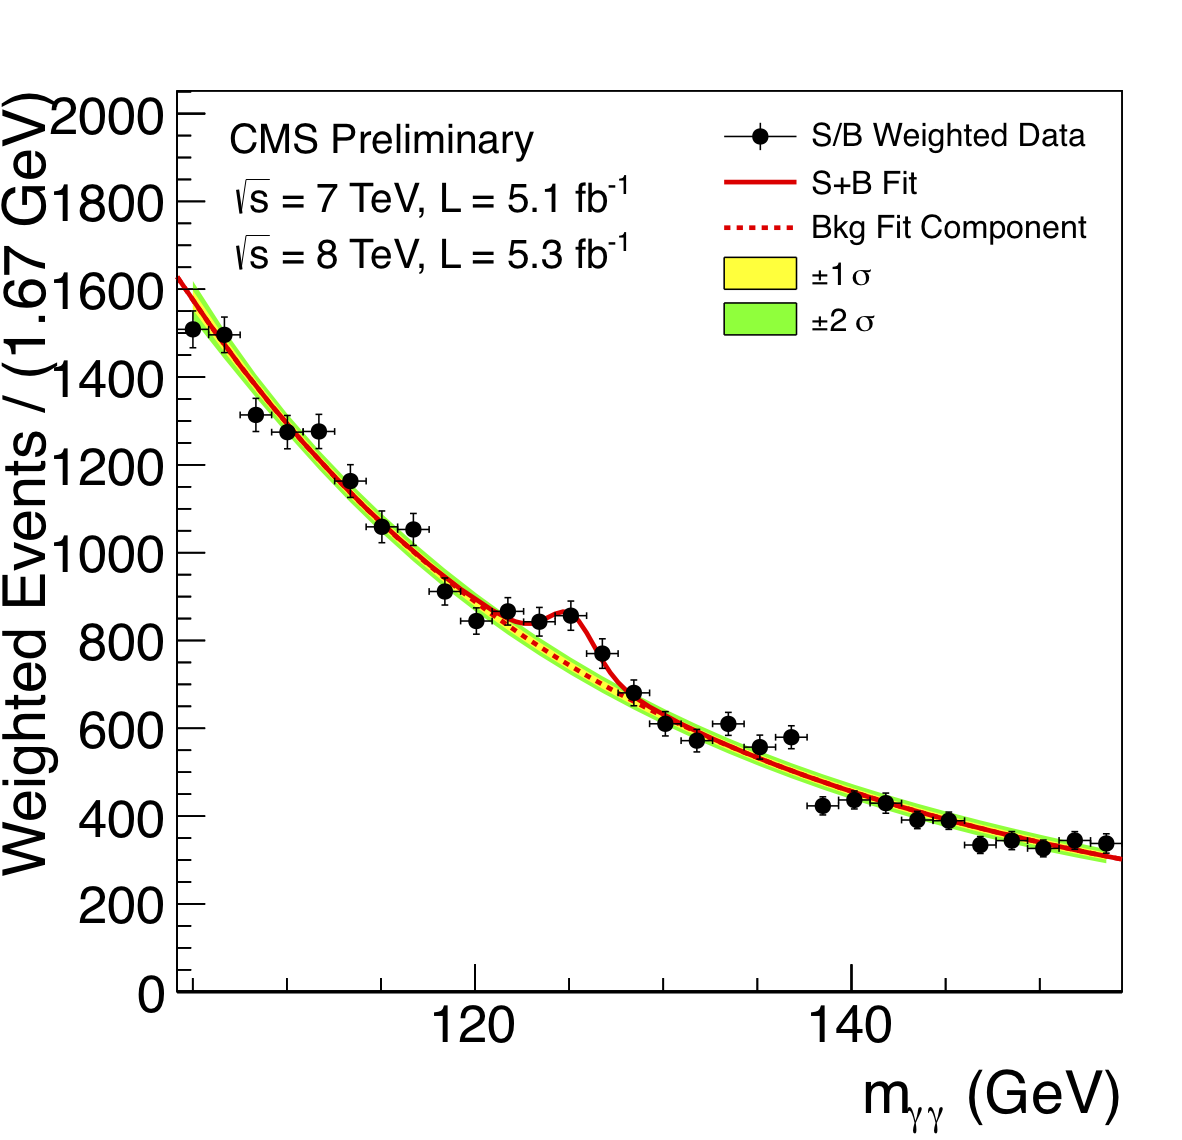 Weighted Events / (1.67 GeV)
2000
1800
1600
1400
1200
1000
800
600
400
200
0
CMS Preliminary
√s = 7 TeV, L = 5.1 fb⁻¹
√s = 8 TeV, L = 5.3 fb⁻¹
S/B Weighted Data
S+B Fit
Bkg Fit Component
±1 σ
±2 σ
120
140
mγγ (GeV)